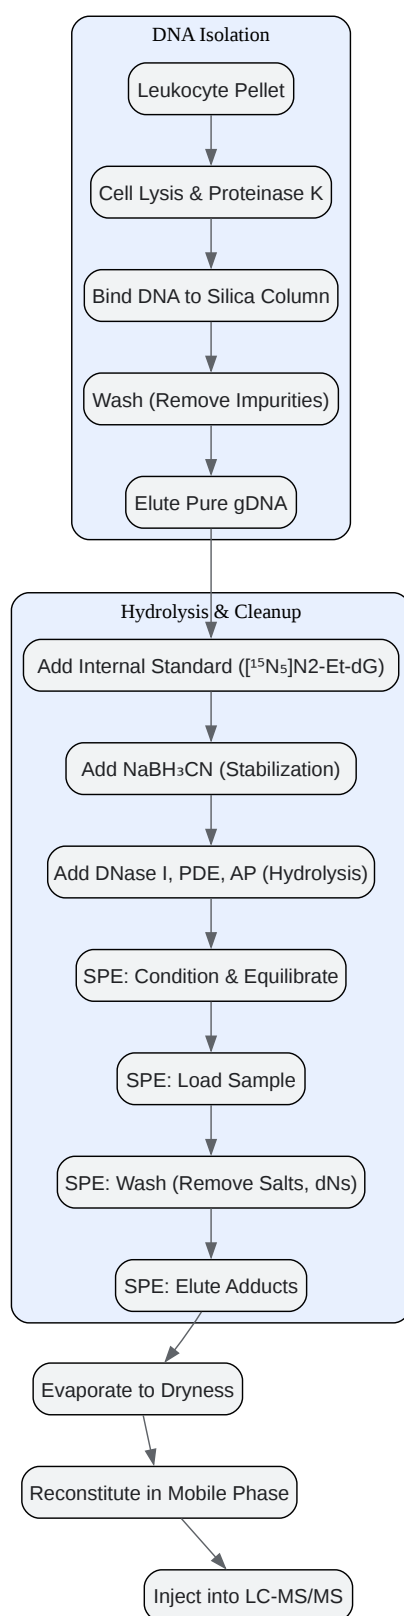 DNA Isolation
Leukocyte Pellet
Cell Lysis & Proteinase K
Bind DNA to Silica Column
Wash (Remove Impurities)
Elute Pure gDNA
Hydrolysis & Cleanup
Add Internal Standard ([¹⁵N₅]N2-Et-dG)
Add NaBH₃CN (Stabilization)
Add DNase I, PDE, AP (Hydrolysis)
SPE: Condition & Equilibrate
SPE: Load Sample
SPE: Wash (Remove Salts, dNs)
SPE: Elute Adducts
Evaporate to Dryness
Reconstitute in Mobile Phase
Inject into LC-MS/MS